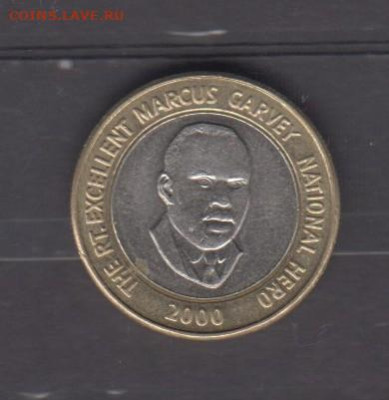 COINS.LAVE.RU
THE RT. EXCELLENT MARCUS GARVEY NATIONAL HERO
2000